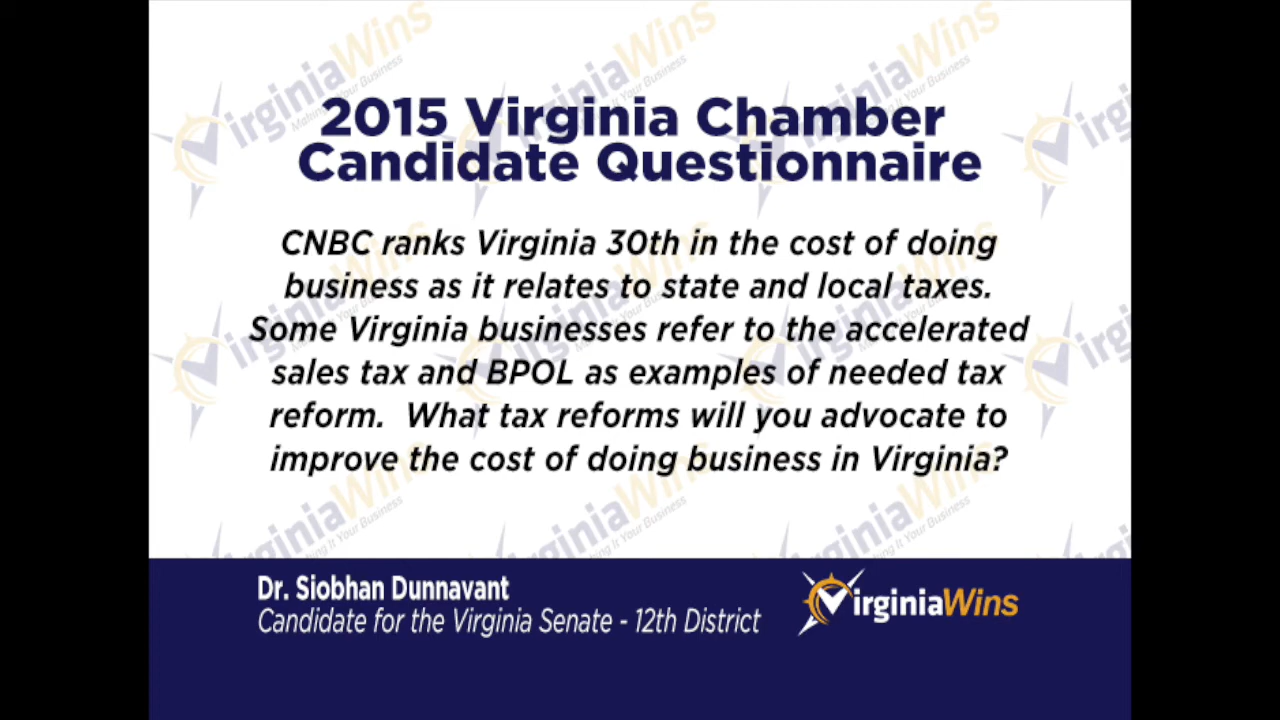 2015 Virginia Chamber
Candidate Questionnaire
CNBC ranks Virginia 30th in the cost of doing
business as it relates to state and local taxes.
Some Virginia businesses refer to the accelerated
sales tax and BPOL as examples of needed tax
reform. What tax reforms will you advocate to
improve the cost of doing business in Virginia?
Dr. Siobhan Dunnavant
Candidate for the Virginia Senate - 12th District
VirginiaWins